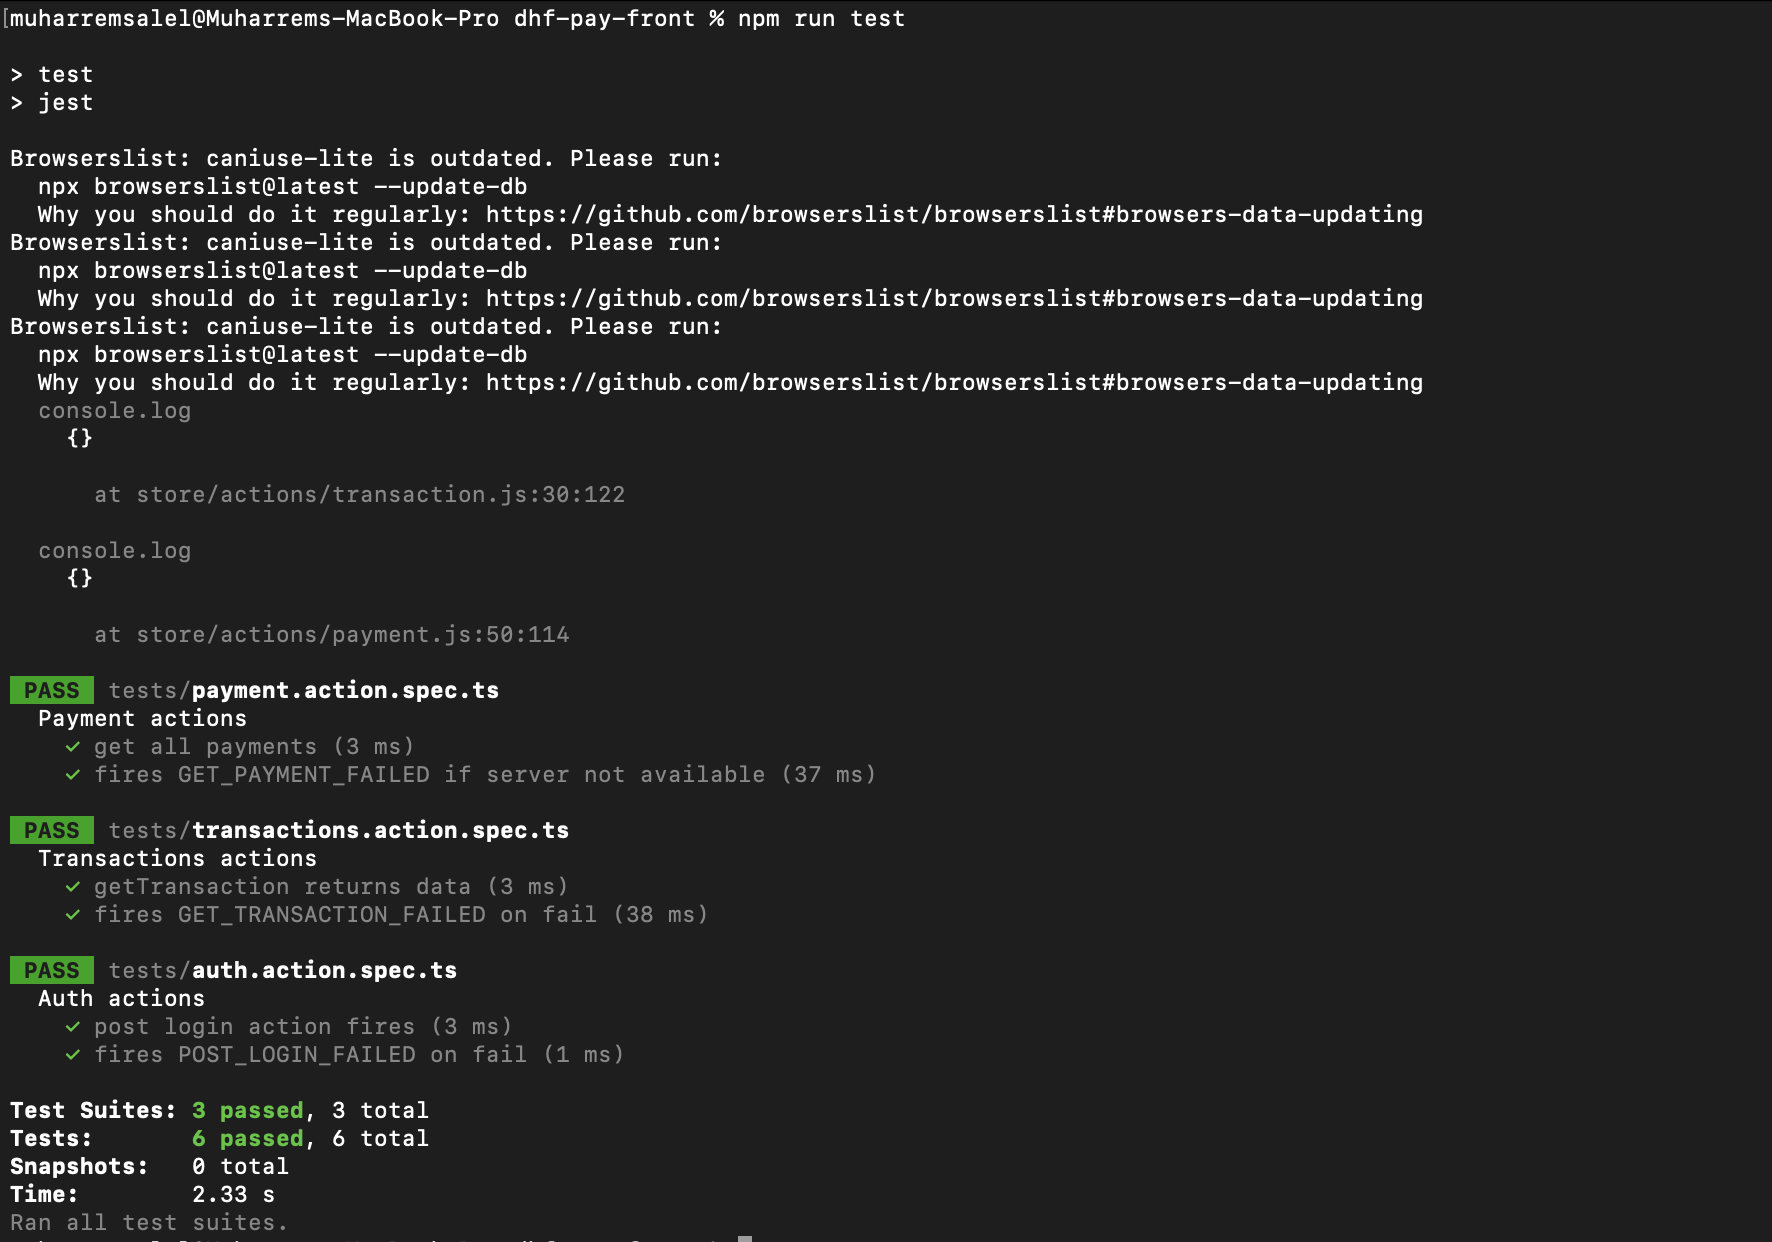 [muharremsalel@Muharrems-MacBook-Pro dhf-pay-front % npm run test
> test
> jest
Browserslist: caniuse-lite is outdated. Please run:
npx browserslist@latest --update-db
Why you should do it regularly: https://github.com/browserslist/browserslist#browsers-data-updating
Browserslist: caniuse-lite is outdated. Please run:
npx browserslist@latest --update-db
Why you should do it regularly: https://github.com/browserslist/browserslist#browsers-data-updating
Browserslist: caniuse-lite is outdated. Please run:
npx browserslist@latest --update-db
Why you should do it regularly: https://github.com/browserslist/browserslist#browsers-data-updating
console.log
{}
at store/actions/transaction.js:30:122
console.log
{}
at store/actions/payment.js:50:114
PASS tests/payment.action.spec.ts
Payment actions
✓ get all payments (3 ms)
✓ fires GET_PAYMENT_FAILED if server not available (37 ms)
PASS tests/transactions.action.spec.ts
Transactions actions
✓ getTransaction returns data (3 ms)
✓ fires GET_TRANSACTION_FAILED on fail (38 ms)
PASS tests/auth.action.spec.ts
Auth actions
✓ post login action fires (3 ms)
✓ fires POST_LOGIN_FAILED on fail (1 ms)
Test Suites: 3 passed, 3 total
Tests: 6 passed, 6 total
Snapshots: 0 total
Time: 2.33 s
Ran all test suites.